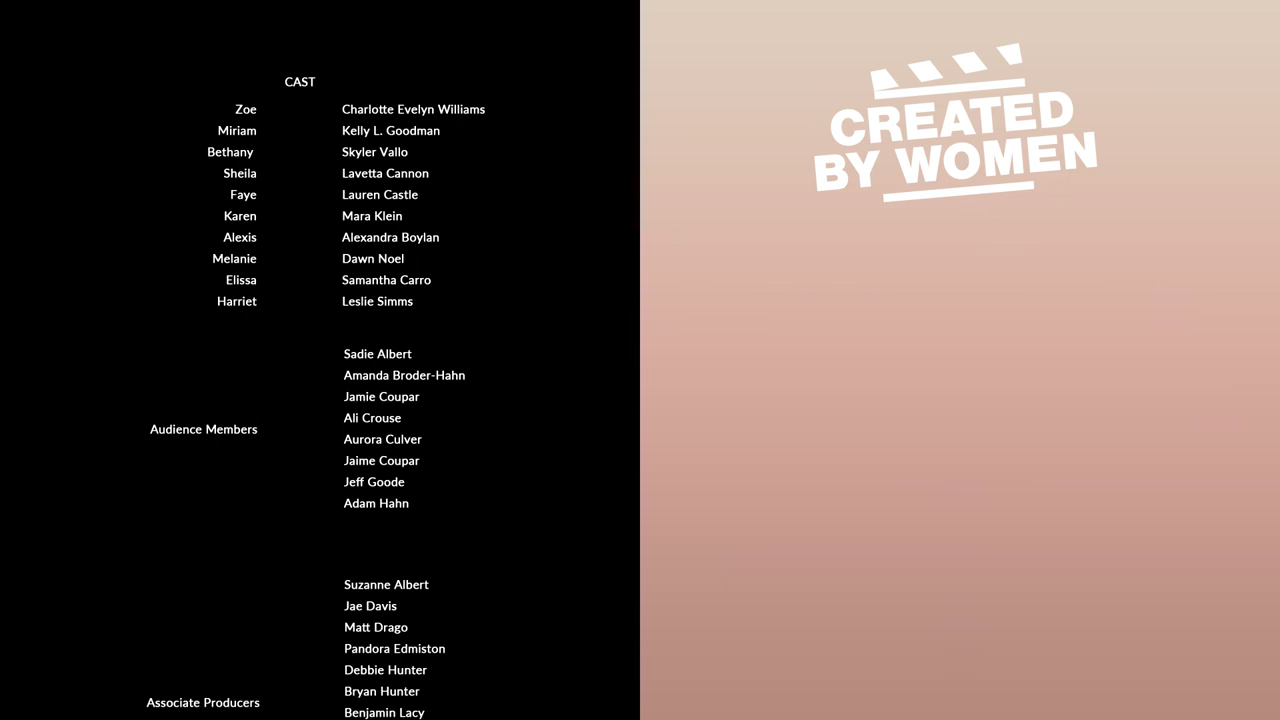 CAST
Zoe Charlotte Evelyn Williams
Miriam Kelly L. Goodman
Bethany Skyler Vallo
Sheila Lavetta Cannon
Faye Lauren Castle
Karen Mara Klein
Alexis Alexandra Boylan
Melanie Dawn Noel
Elissa Samantha Carro
Harriet Leslie Simms
Sadie Albert
Amanda Broder-Hahn
Jamie Coupar
Ali Crouse
Audience Members
Aurora Culver
Jaime Coupar
Jeff Goode
Adam Hahn
Suzanne Albert
Jae Davis
Matt Drago
Pandora Edmiston
Debbie Hunter
Bryan Hunter
Associate Producers
Benjamin Lacy
CREATED
BY WOMEN